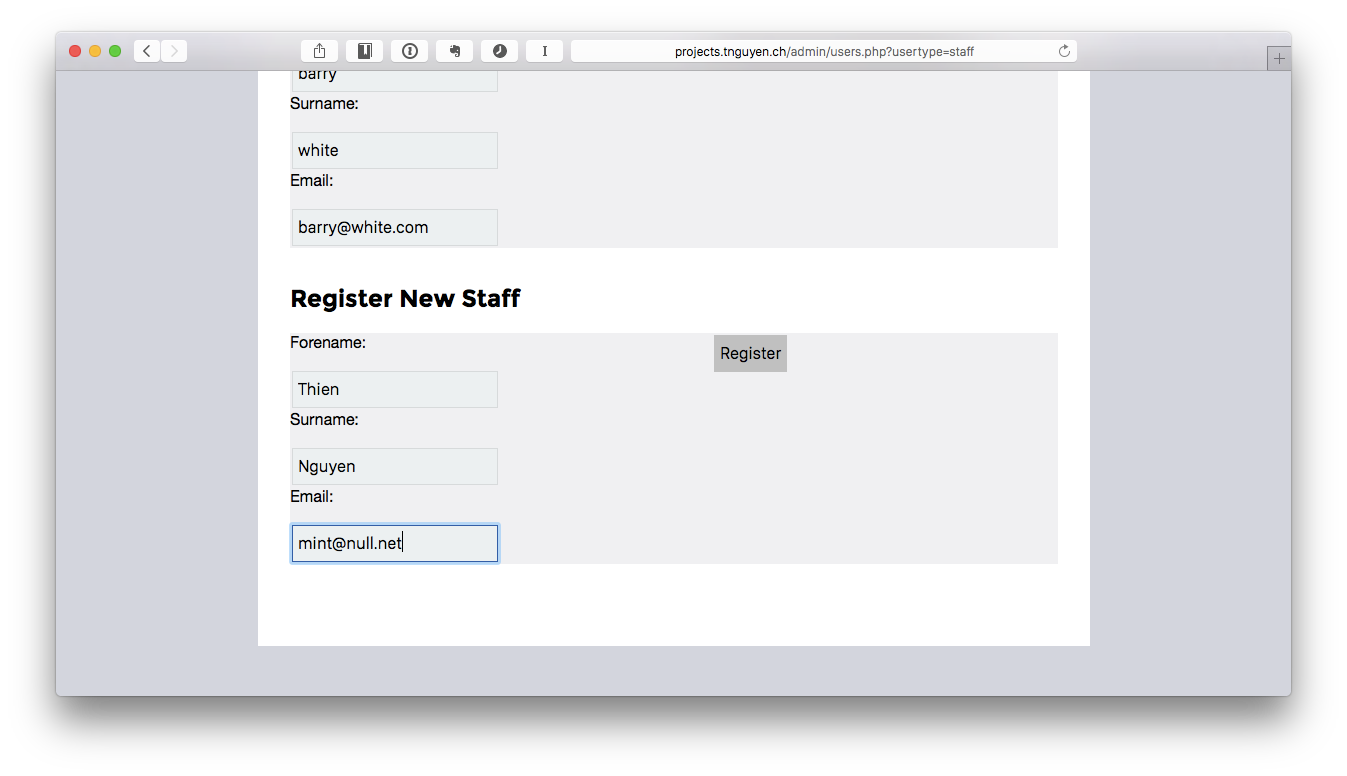 projects.tnguyen.ch/admin/users.php?usertype=staff
barry
Surname:
white
Email:
barry@white.com
Register New Staff
Forename:
Register
Thien
Surname:
Nguyen
Email:
mint@null.net